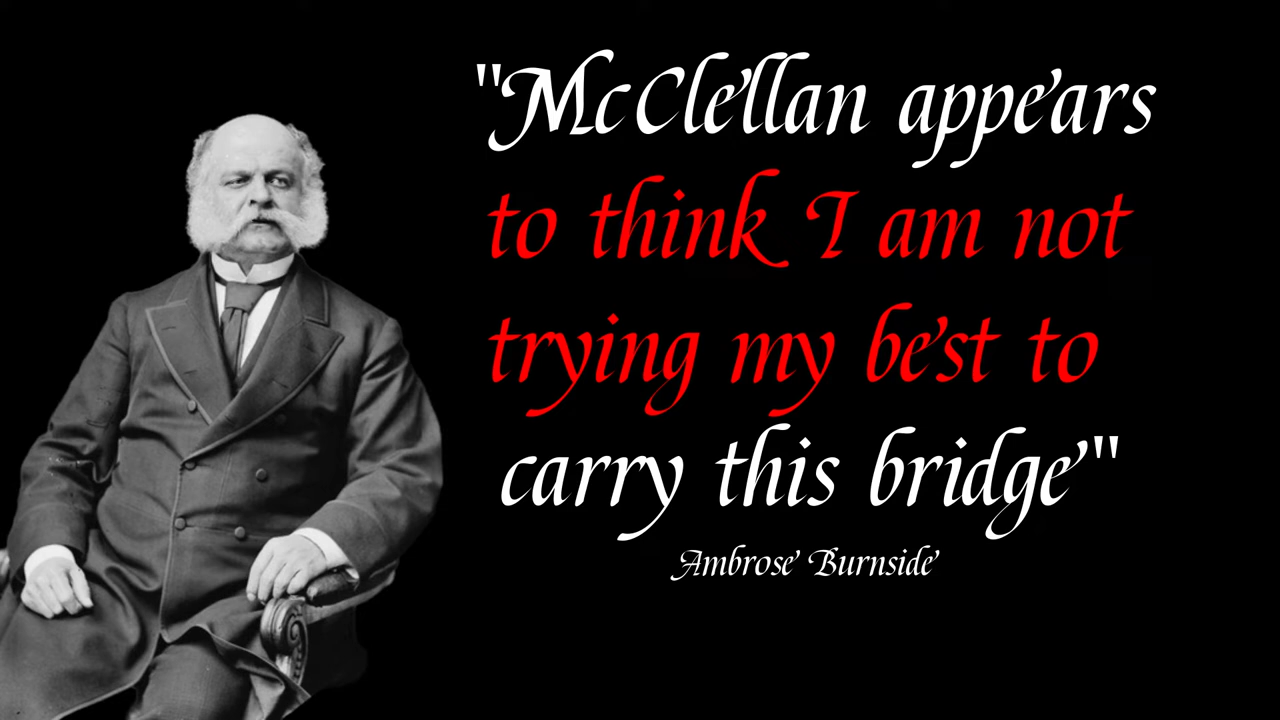 "McClellan appears
to think I am not
trying my best to
carry this bridge"
Ambrose Burnside